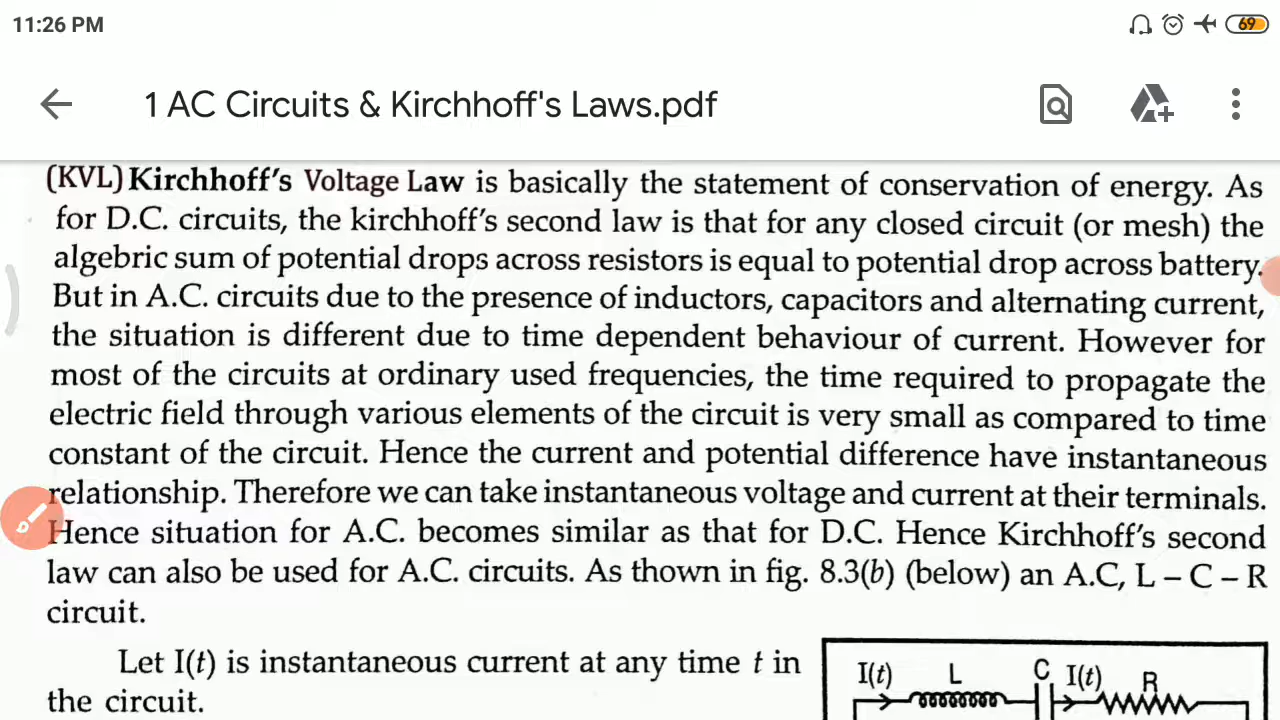 11:26 PM
69
1 AC Circuits & Kirchhoff's Laws.pdf
(KVL) Kirchhoff's Voltage Law is basically the statement of conservation of energy. As
for D.C. circuits, the kirchhoff's second law is that for any closed circuit (or mesh) the
algebric sum of potential drops across resistors is equal to potential drop across battery.
But in A.C. circuits due to the presence of inductors, capacitors and alternating current,
the situation is different due to time dependent behaviour of current. However for
most of the circuits at ordinary used frequencies, the time required to propagate the
electric field through various elements of the circuit is very small as compared to time
constant of the circuit. Hence the current and potential difference have instantaneous
relationship. Therefore we can take instantaneous voltage and current at their terminals.
Hence situation for A.C. becomes similar as that for D.C. Hence Kirchhoff's second
law can also be used for A.C. circuits. As shown in fig. 8.3(b) (below) an A.C, L – C – R
circuit.
Let I(t) is instantaneous current at any time t in
the circuit.
I(t) L C I(t) R